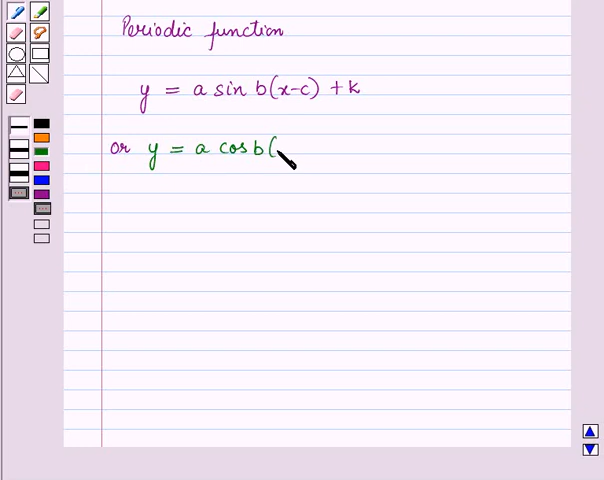 Periodic function
y = a sin b(x-c) + k
or y = a cos b(